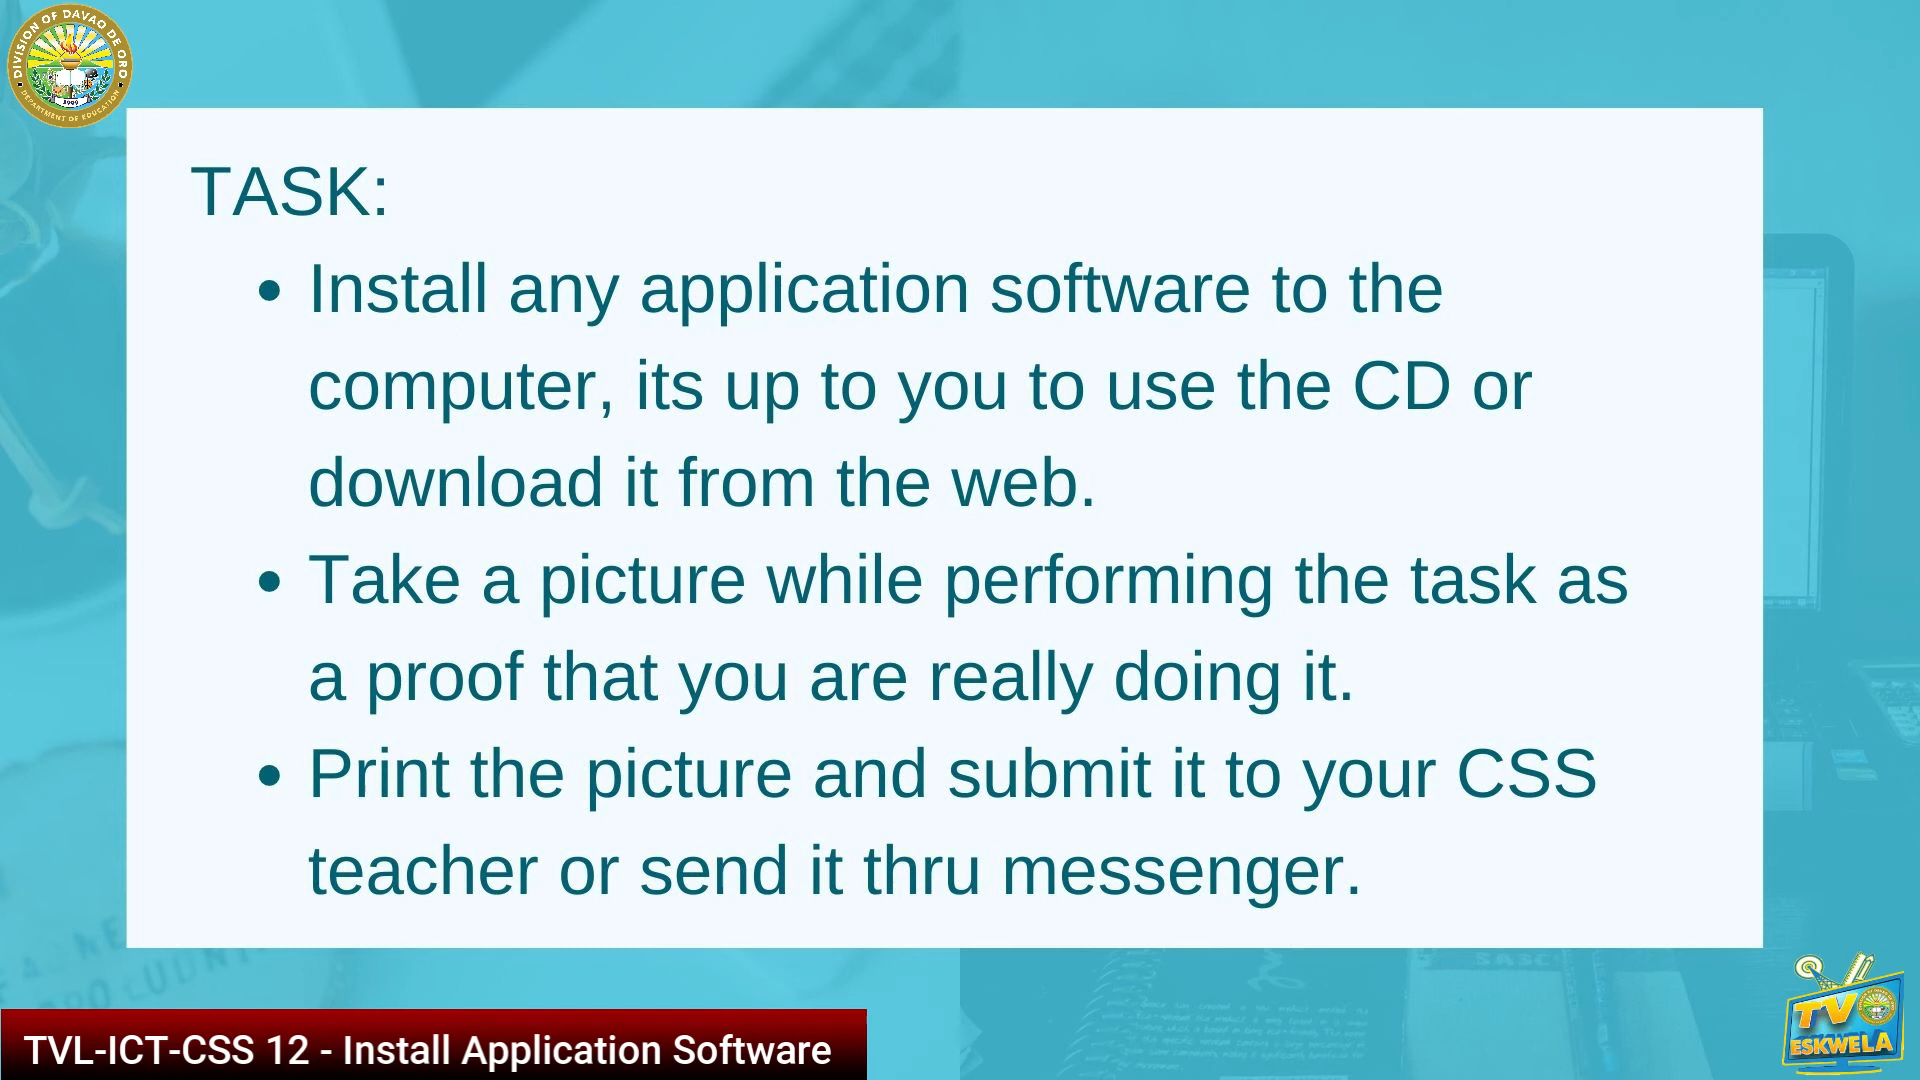 DIVISION OF DAVAO DE ORO
1999
DEPARTMENT OF EDUCATION
TASK:
• Install any application software to the
computer, its up to you to use the CD or
download it from the web.
• Take a picture while performing the task as
a proof that you are really doing it.
• Print the picture and submit it to your CSS
teacher or send it thru messenger.
TVL-ICT-CSS 12 - Install Application Software
TV
ESKWELA